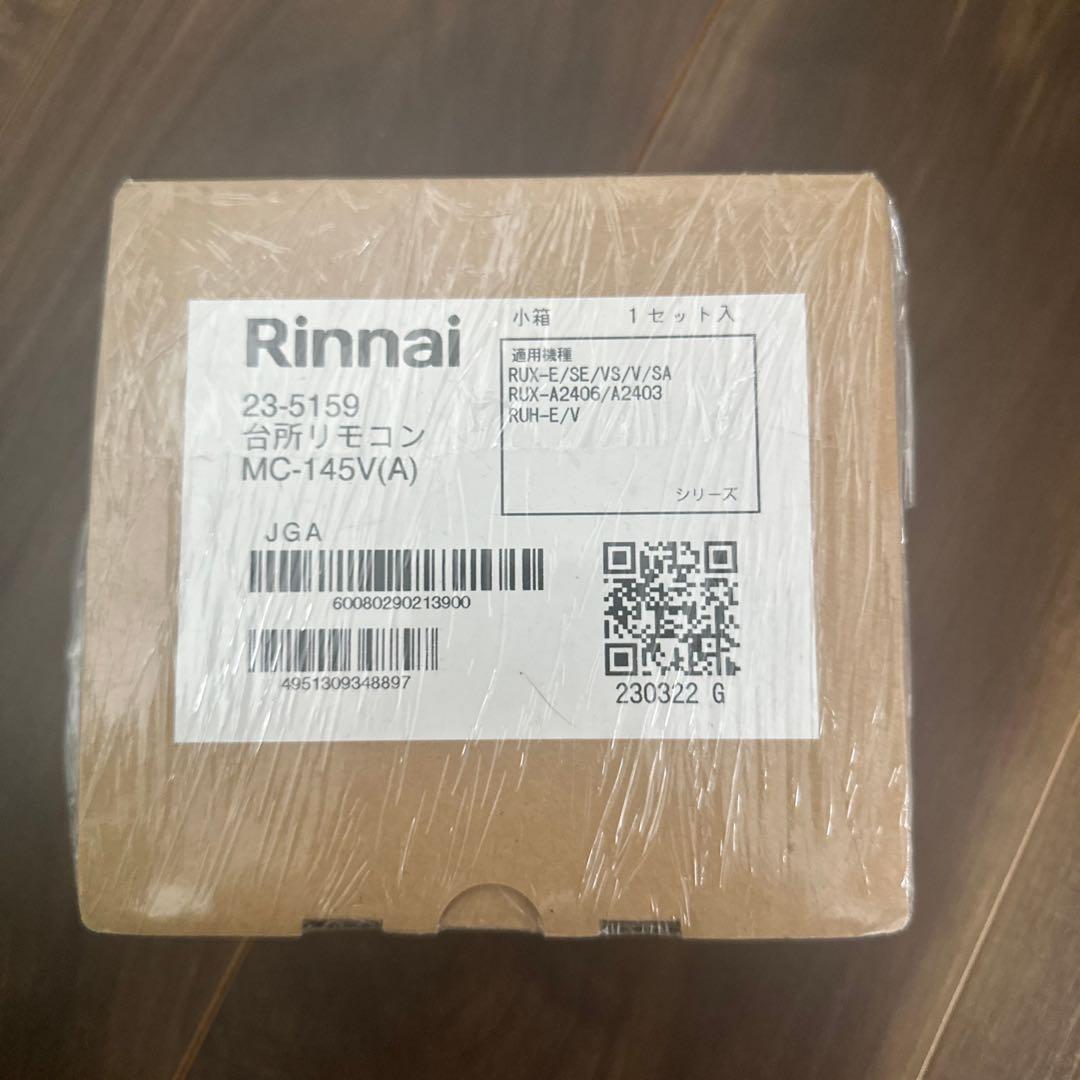 Rinnai
23-5159
台所リモコン
MC-145V(A)
小箱 1セット入
適用機種
RUX-E/SE/VS/V/SA
RUX-A2406/A2403
RUH-E/V
シリーズ
JGA
60080290213900
4951309348897
230322 G